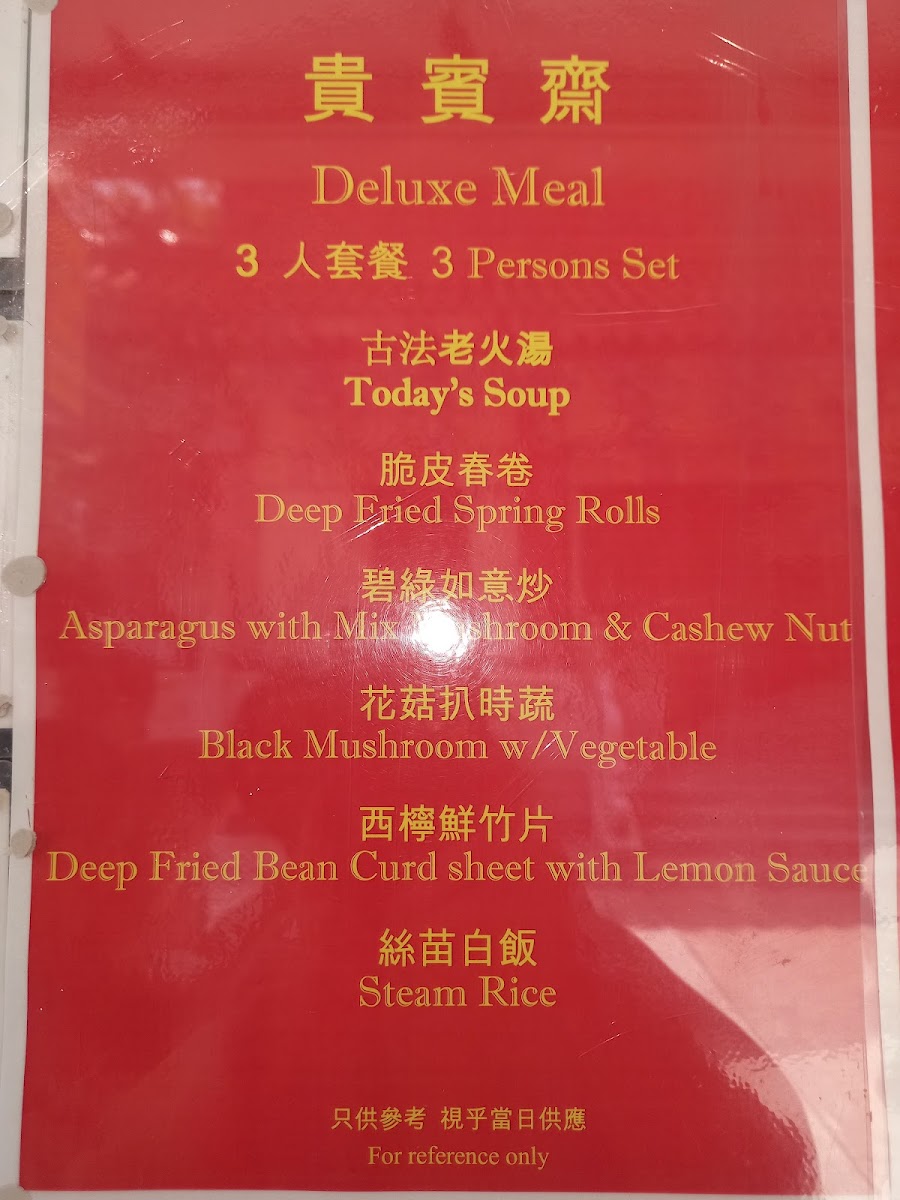 貴賓齋
Deluxe Meal
3 人套餐 3 Persons Set
古法老火湯
Today's Soup
脆皮春卷
Deep Fried Spring Rolls
碧綠如意炒
Asparagus with Mix Mushroom & Cashew Nut
花菇扒時蔬
Black Mushroom w/Vegetable
西檸鮮竹片
Deep Fried Bean Curd sheet with Lemon Sauce
絲苗白飯
Steam Rice
只供參考 視乎當日供應
For reference only